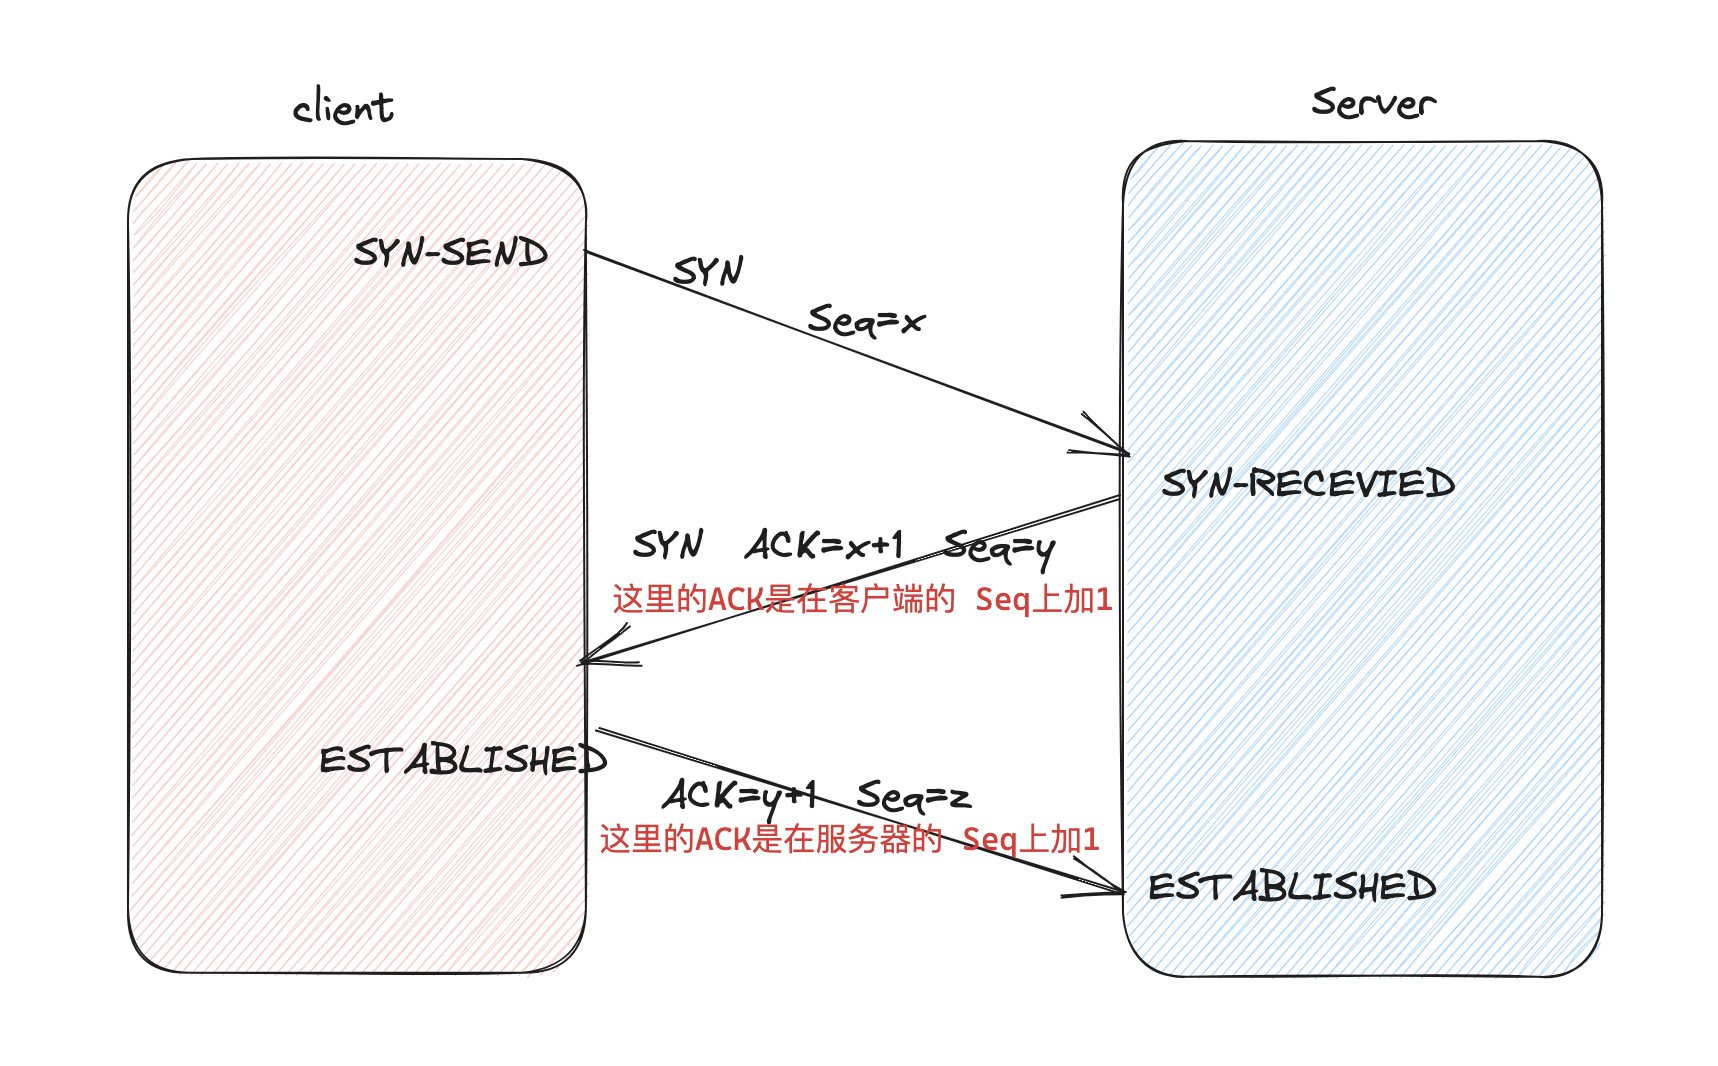 client
Server
SYN-SEND
SYN
Seq=x
SYN-RECEVIED
SYN ACK=x+1 Seq=y
这里的ACK是在客户端的 Seq上加1
ESTABLISHED
ACK=y+1 Seq=z
这里的ACK是在服务器的 Seq上加1
ESTABLISHED